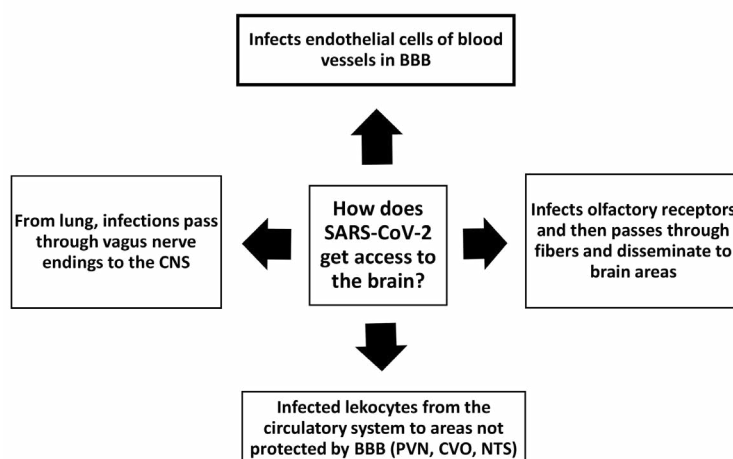 Infects endothelial cells of blood
vessels in BBB
From lung, infections pass
through vagus nerve
endings to the CNS
How does
SARS-CoV-2
get access to
the brain?
Infects olfactory receptors
and then passes through
fibers and disseminate to
brain areas
Infected lekocytes from the
circulatory system to areas not
protected by BBB (PVN, CVO, NTS)